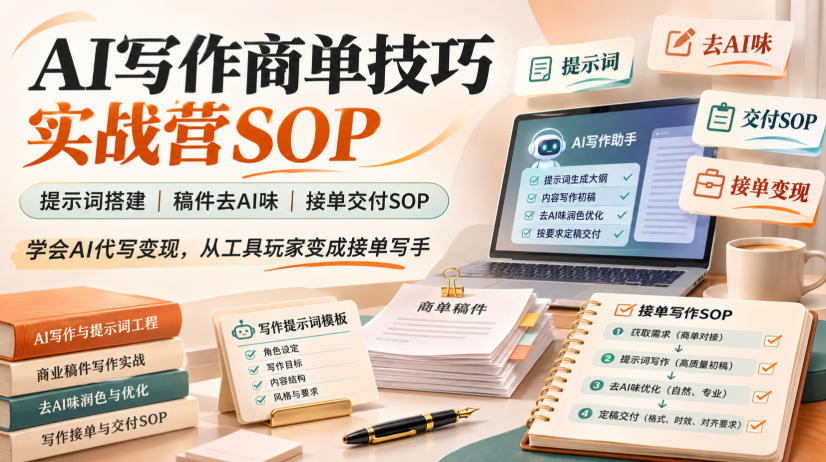 AI写作商单技巧
实战营SOP
提示词搭建 | 稿件去AI味 | 接单交付SOP
学会AI代写变现，从工具玩家变成接单写手
提示词
去AI味
交付SOP
接单变现
AI写作助手
提示词生成大纲
内容写作初稿
去AI味润色优化
按要求定稿交付
AI写作与提示词工程
商业稿件写作实战
去AI味润色与优化
写作接单与交付SOP
写作提示词模板
角色设定
写作目标
内容结构
风格与要求
商单稿件
接单写作SOP
1 获取需求（商单对接）
2 提示词写作（高质量初稿）
3 去AI味优化（自然、专业）
4 定稿交付（格式、时效、对齐要求）